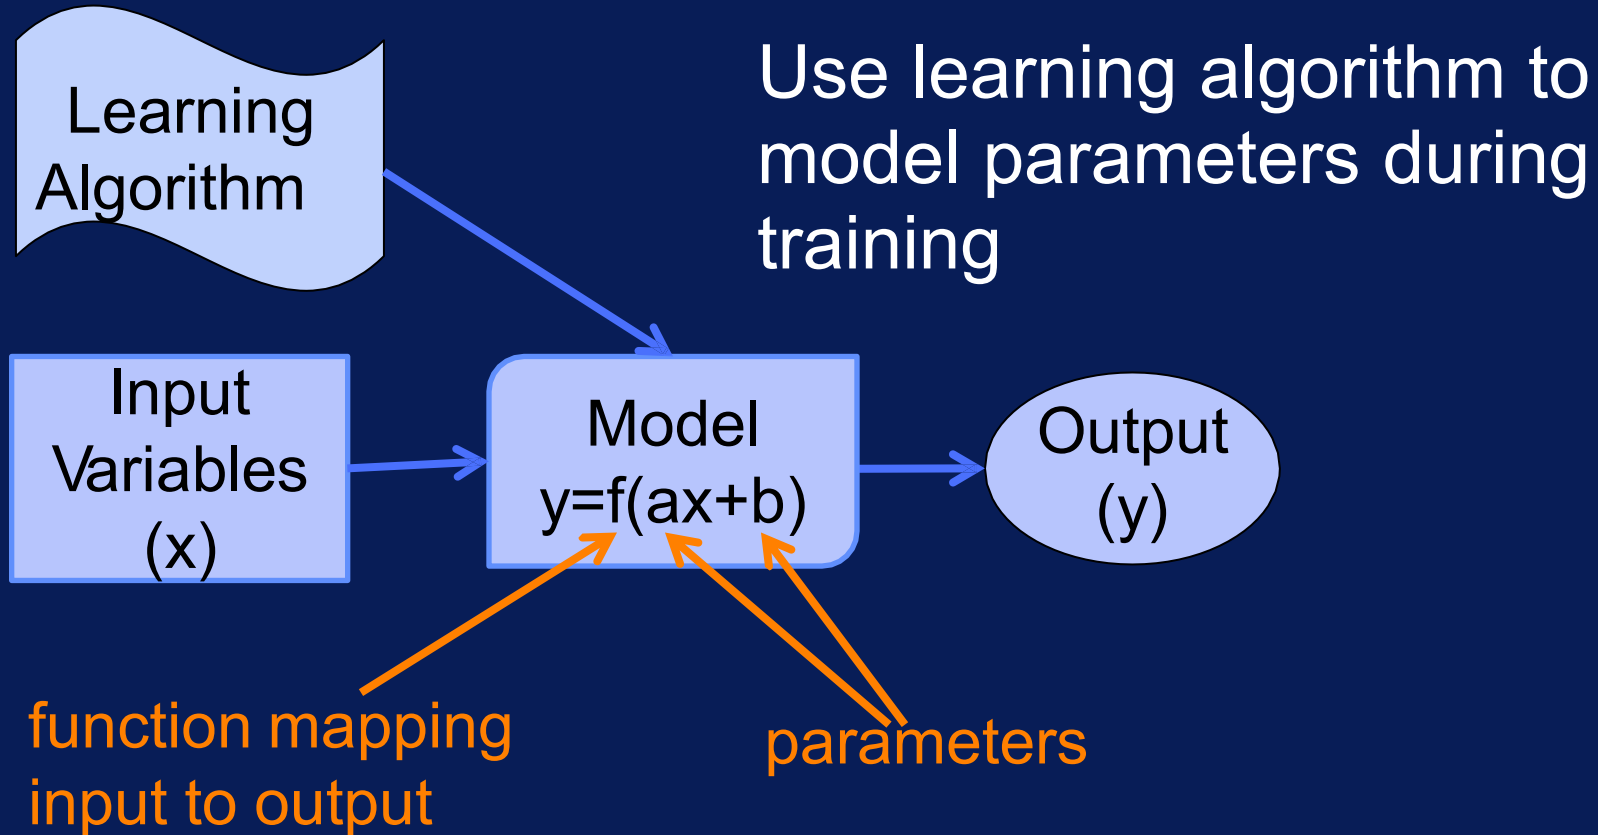 Learning
Algorithm
Use learning algorithm to
model parameters during
training
Input
Variables
(x)
Model
y=f(ax+b)
Output
(y)
function mapping
input to output
parameters